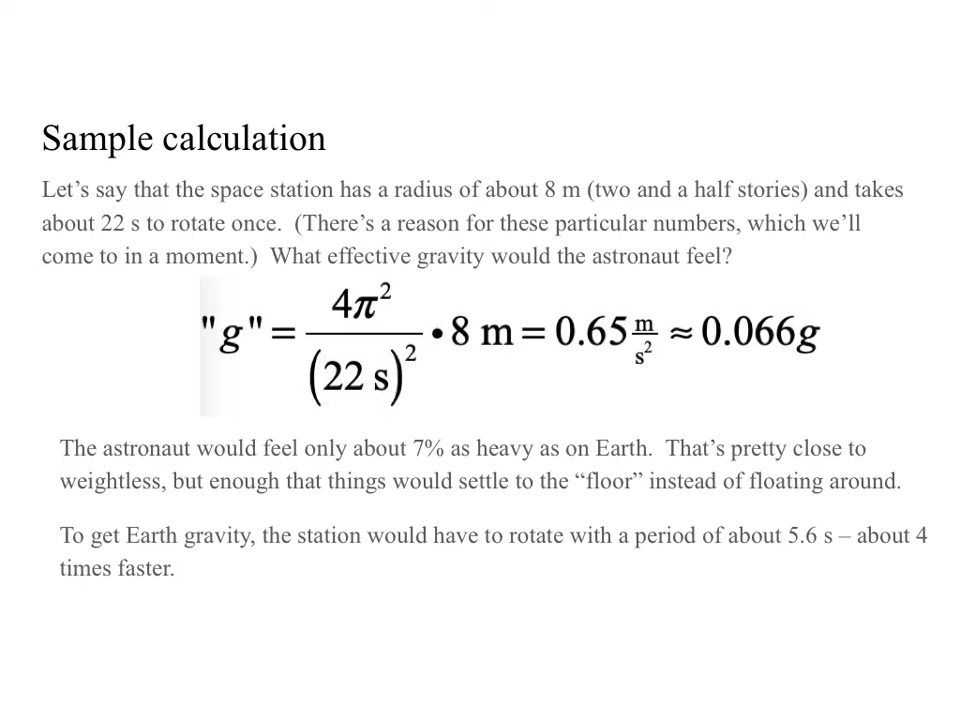 Sample calculation
Let’s say that the space station has a radius of about 8 m (two and a half stories) and takes
about 22 s to rotate once.  (There’s a reason for these particular numbers, which we’ll
come to in a moment.)  What effective gravity would the astronaut feel?
"g" = 4π² / (22 s)² • 8 m = 0.65 m/s² ≈ 0.066g
The astronaut would feel only about 7% as heavy as on Earth.  That’s pretty close to
weightless, but enough that things would settle to the “floor” instead of floating around.
To get Earth gravity, the station would have to rotate with a period of about 5.6 s – about 4
times faster.